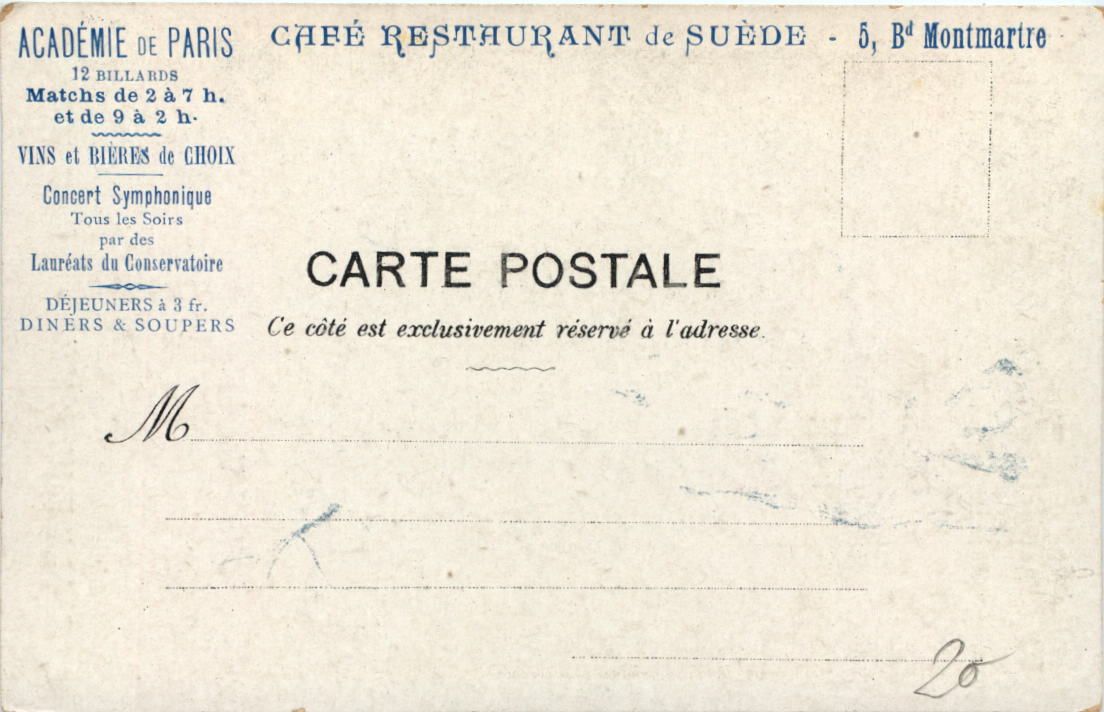 ACADÉMIE DE PARIS
12 BILLARDS
Matchs de 2 à 7 h.
et de 9 à 2 h.
VINS et BIÈRES de CHOIX
Concert Symphonique
Tous les Soirs
par des
Lauréats du Conservatoire
DÉJEUNERS à 3 fr.
DINERS & SOUPERS
CAFÉ RESTAURANT de SUÈDE - 5, Bd Montmartre
CARTE POSTALE
Ce côté est exclusivement réservé à l'adresse.
M
20